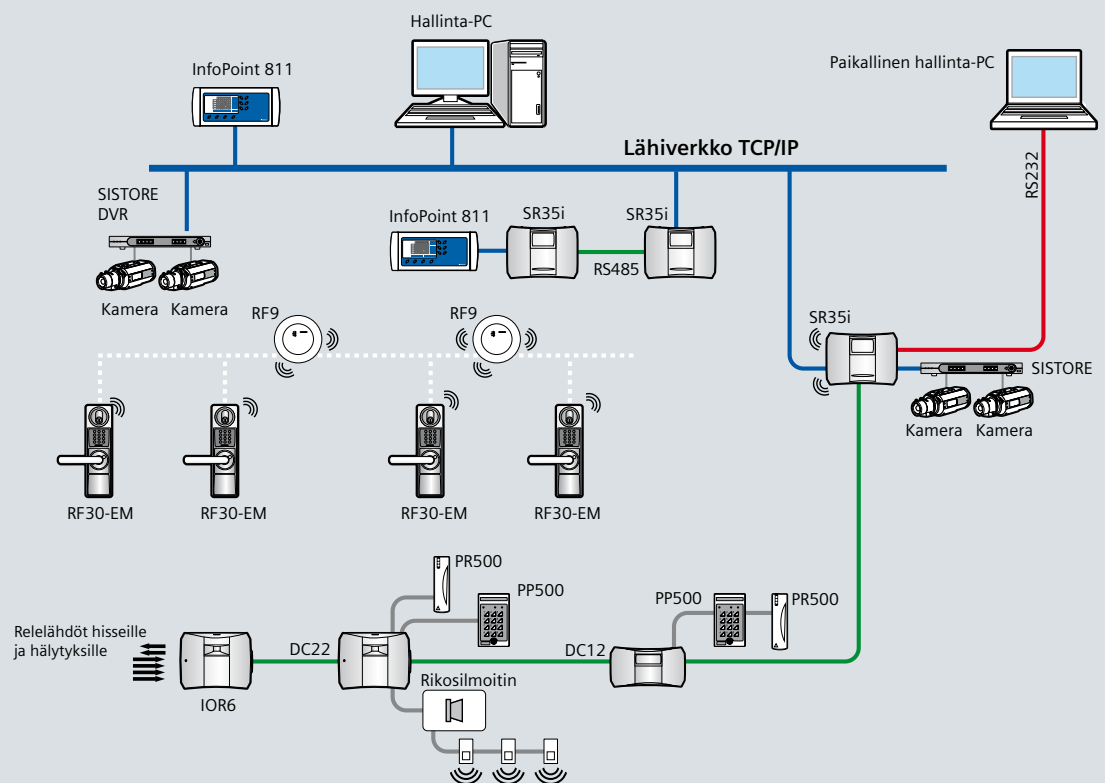 Hallinta-PC
InfoPoint 811
Paikallinen hallinta-PC
Lähiverkko TCP/IP
RS232
SISTORE
DVR
InfoPoint 811
SR35i
SR35i
RS485
Kamera
Kamera
RF9
RF9
SR35i
SISTORE
Kamera
Kamera
RF30-EM
RF30-EM
RF30-EM
RF30-EM
PR500
PP500
PP500
PR500
Relelähdöt hisseille
ja hälytyksille
DC22
DC12
IOR6
Rikosilmoitin